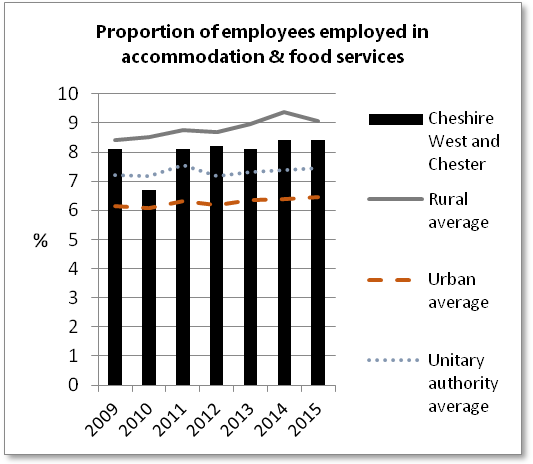 Proportion of employees employed in
accommodation & food services
10
9
8
7
6
5
4
3
2
1
0
%
2009
2010
2011
2012
2013
2014
2015
Cheshire
West and
Chester
Rural
average
Urban
average
Unitary
authority
average